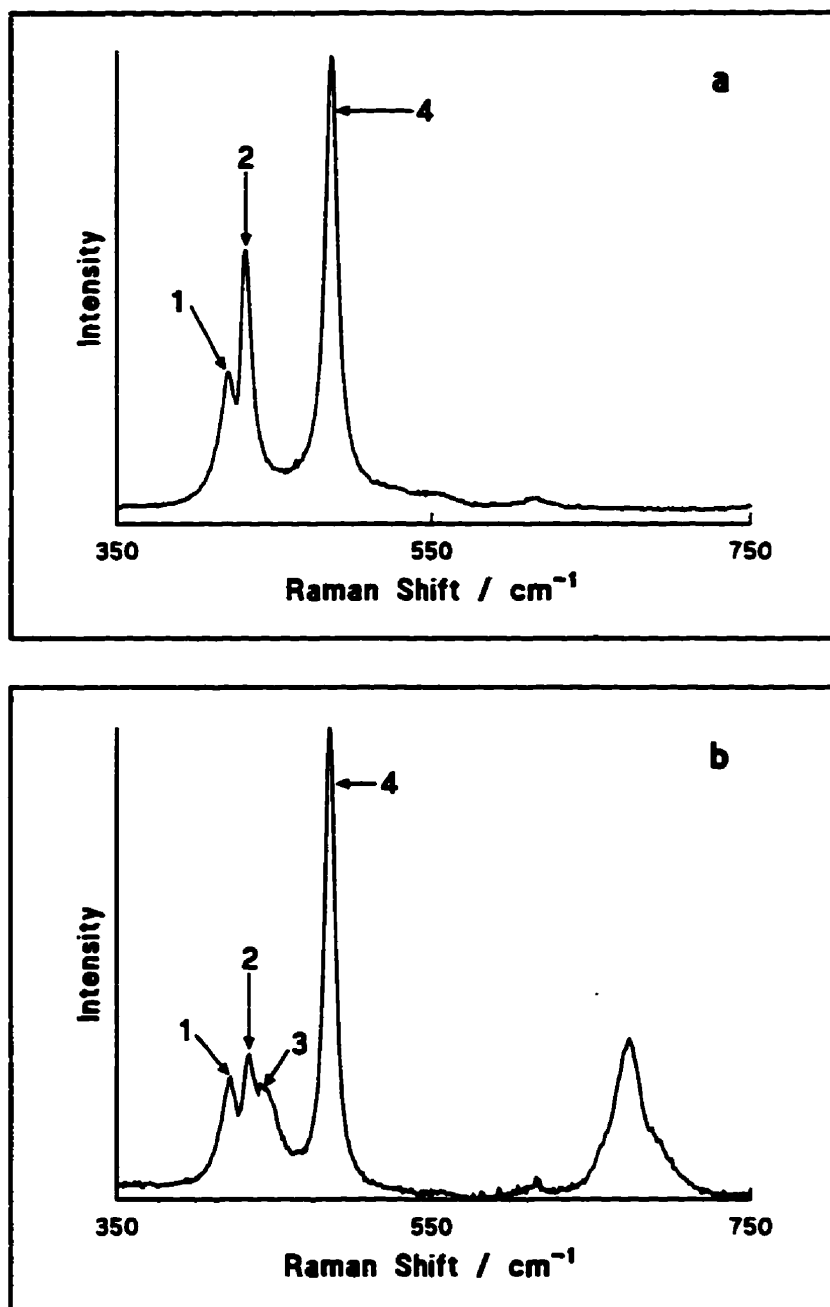 a
4
2
1
Intensity
350 550 750
Raman Shift / cm⁻¹
b
4
2
1 3
Intensity
350 550 750
Raman Shift / cm⁻¹